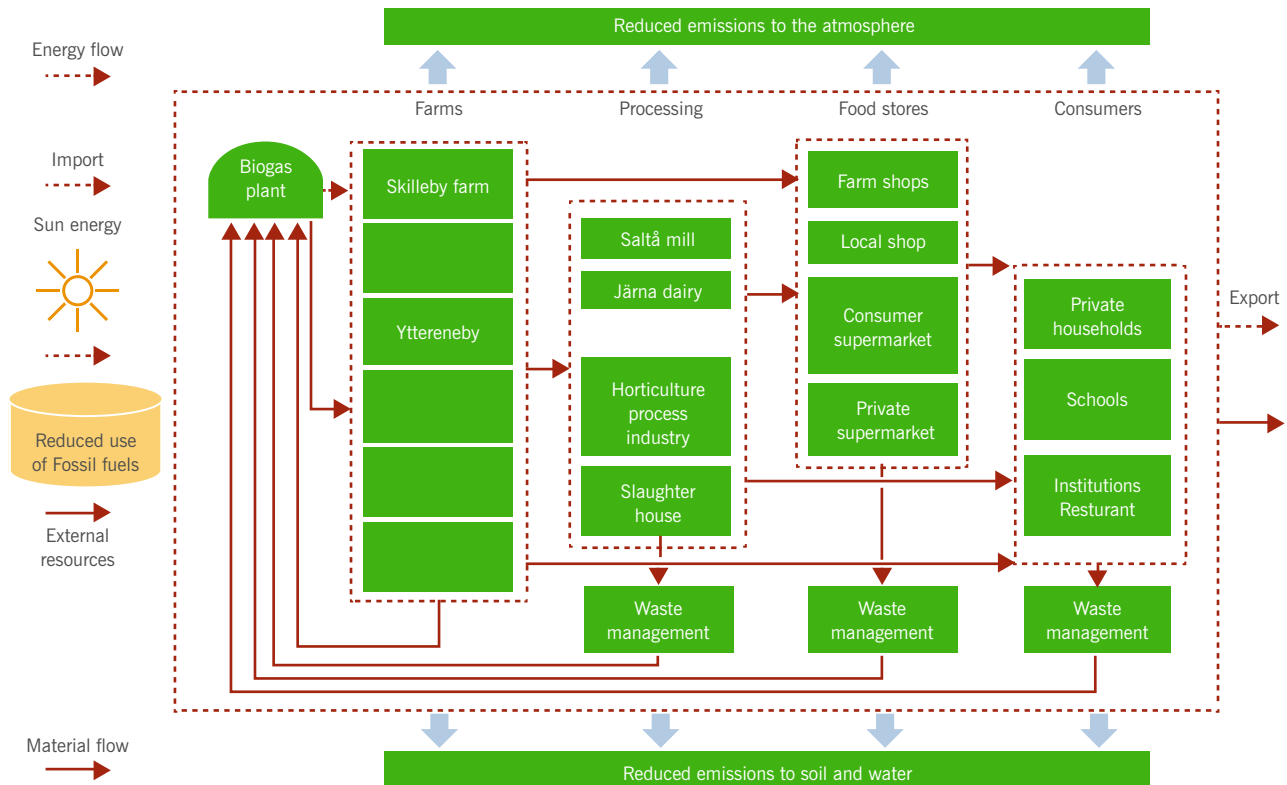 Reduced emissions to the atmosphere
Energy flow
Farms
Processing
Food stores
Consumers
Import
Biogas
plant
Skilleby farm
Farm shops
Sun energy
Saltå mill
Local shop
Järna dairy
Private
households
Export
Yttereneby
Consumer
supermarket
Horticulture
process
industry
Schools
Private
supermarket
Reduced use
of Fossil fuels
Slaughter
house
Institutions
Resturant
External
resources
Waste
management
Waste
management
Waste
management
Material flow
Reduced emissions to soil and water